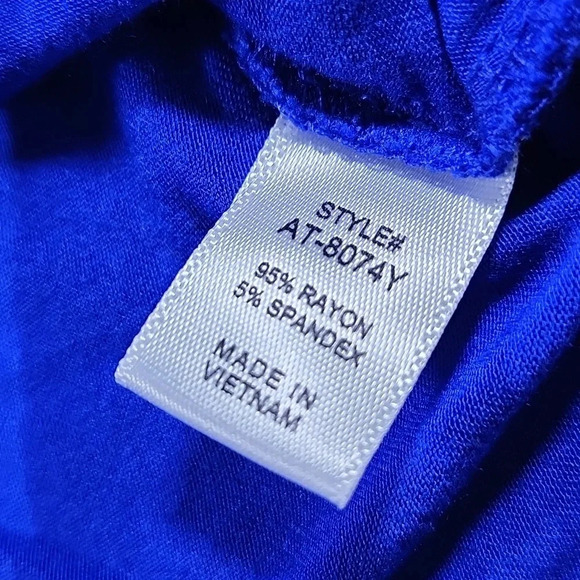 STYLE#
AT-8074Y
95% RAYON
5% SPANDEX
MADE IN
VIETNAM